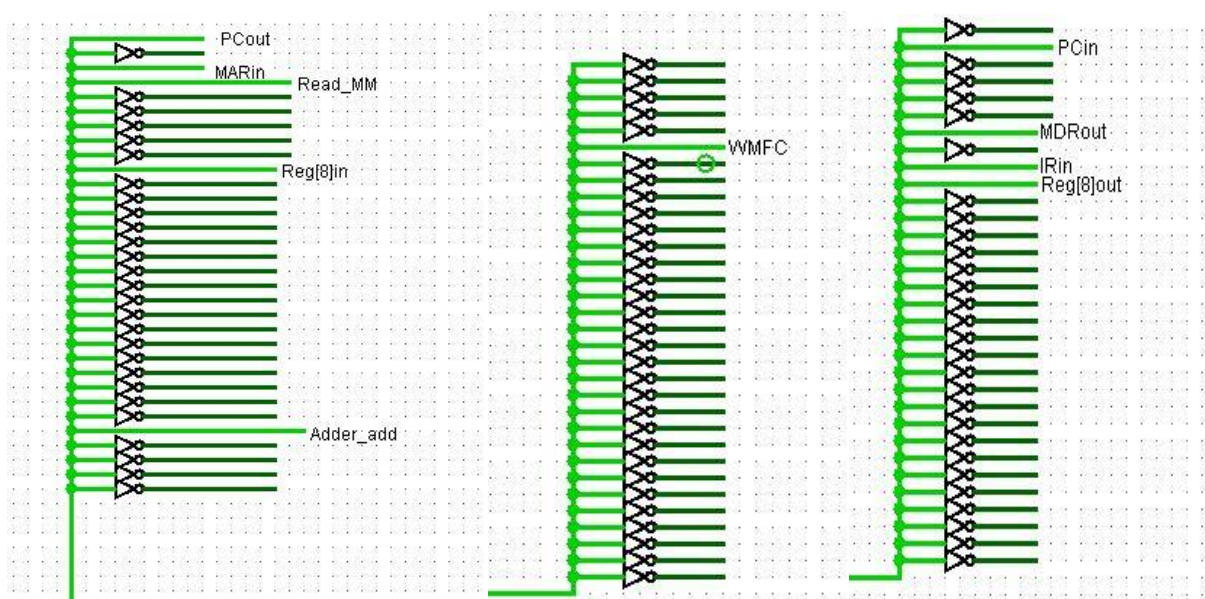 PCout
MARin
Read_MM
Reg[8]in
Adder_add
WMFC
PCin
MDRout
IRin
Reg[8]out